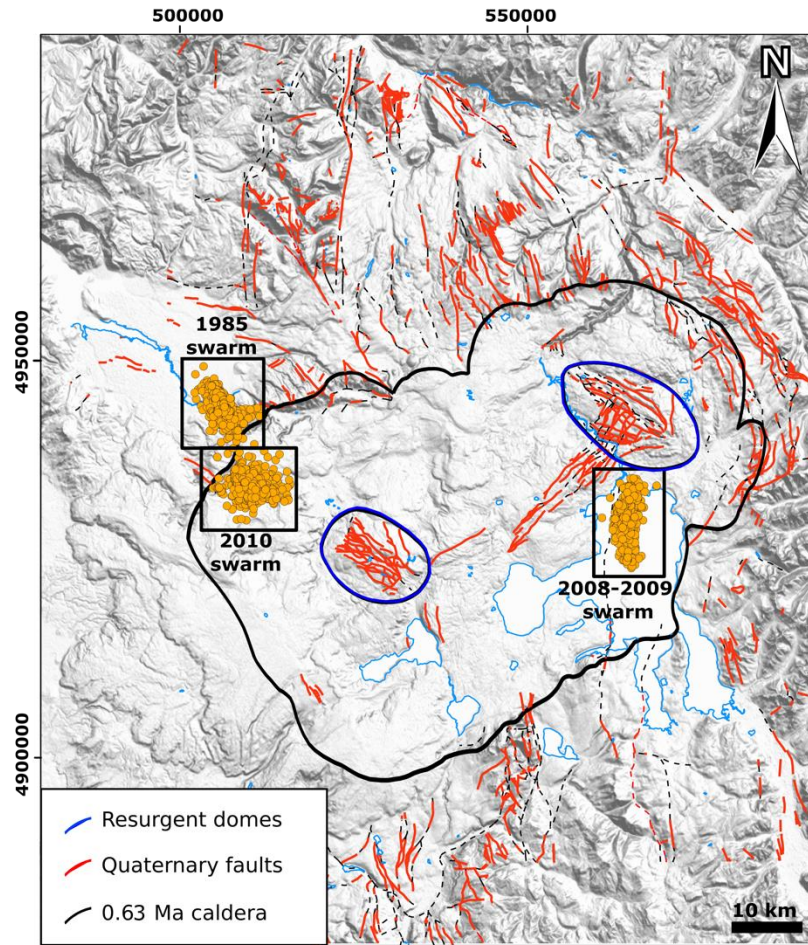 500000
550000
N
4950000
4900000
1985
swarm
2010
swarm
2008-2009
swarm
Resurgent domes
Quaternary faults
0.63 Ma caldera
10 km